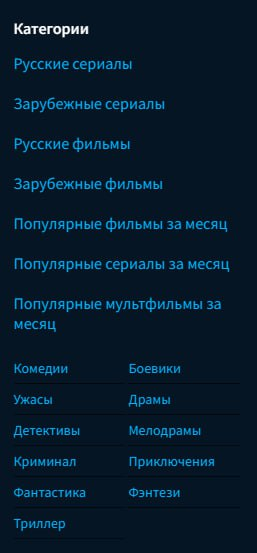 Категории
Русские сериалы
Зарубежные сериалы
Русские фильмы
Зарубежные фильмы
Популярные фильмы за месяц
Популярные сериалы за месяц
Популярные мультфильмы за
месяц
Комедии Боевики
Ужасы Драмы
Детективы Мелодрамы
Криминал Приключения
Фантастика Фэнтези
Триллер